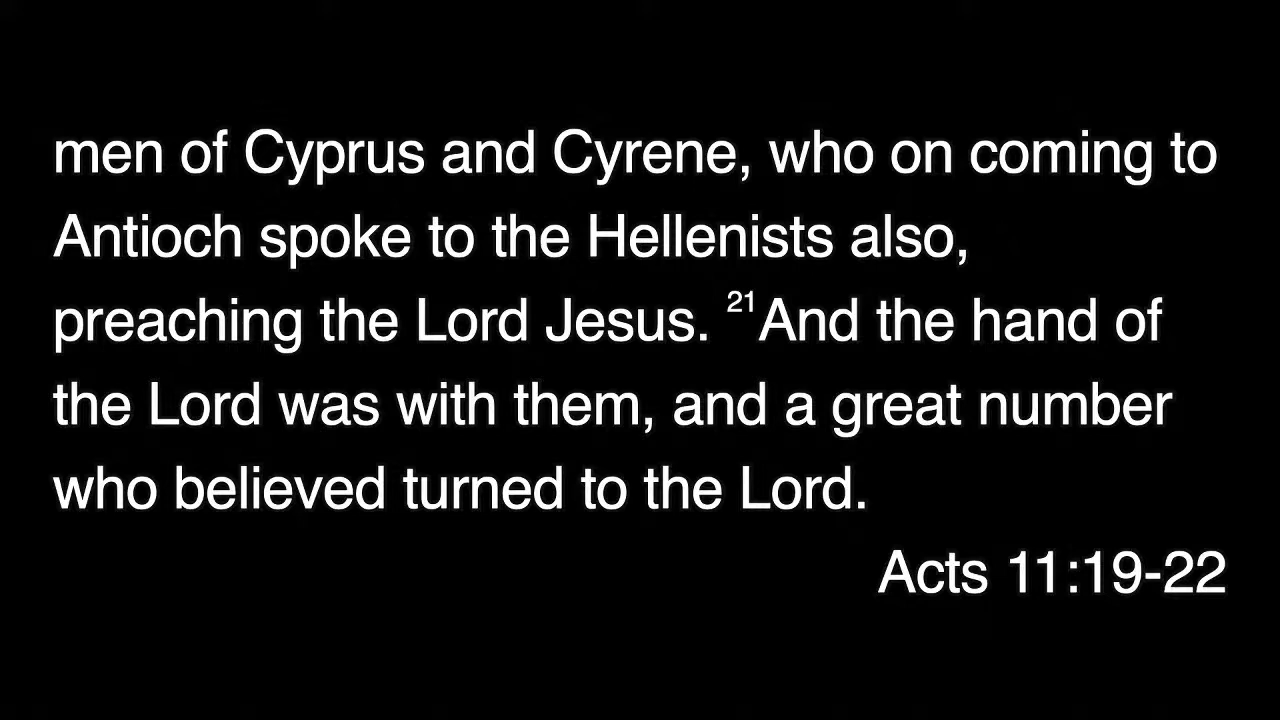 men of Cyprus and Cyrene, who on coming to
Antioch spoke to the Hellenists also,
preaching the Lord Jesus. 21And the hand of
the Lord was with them, and a great number
who believed turned to the Lord.
Acts 11:19-22